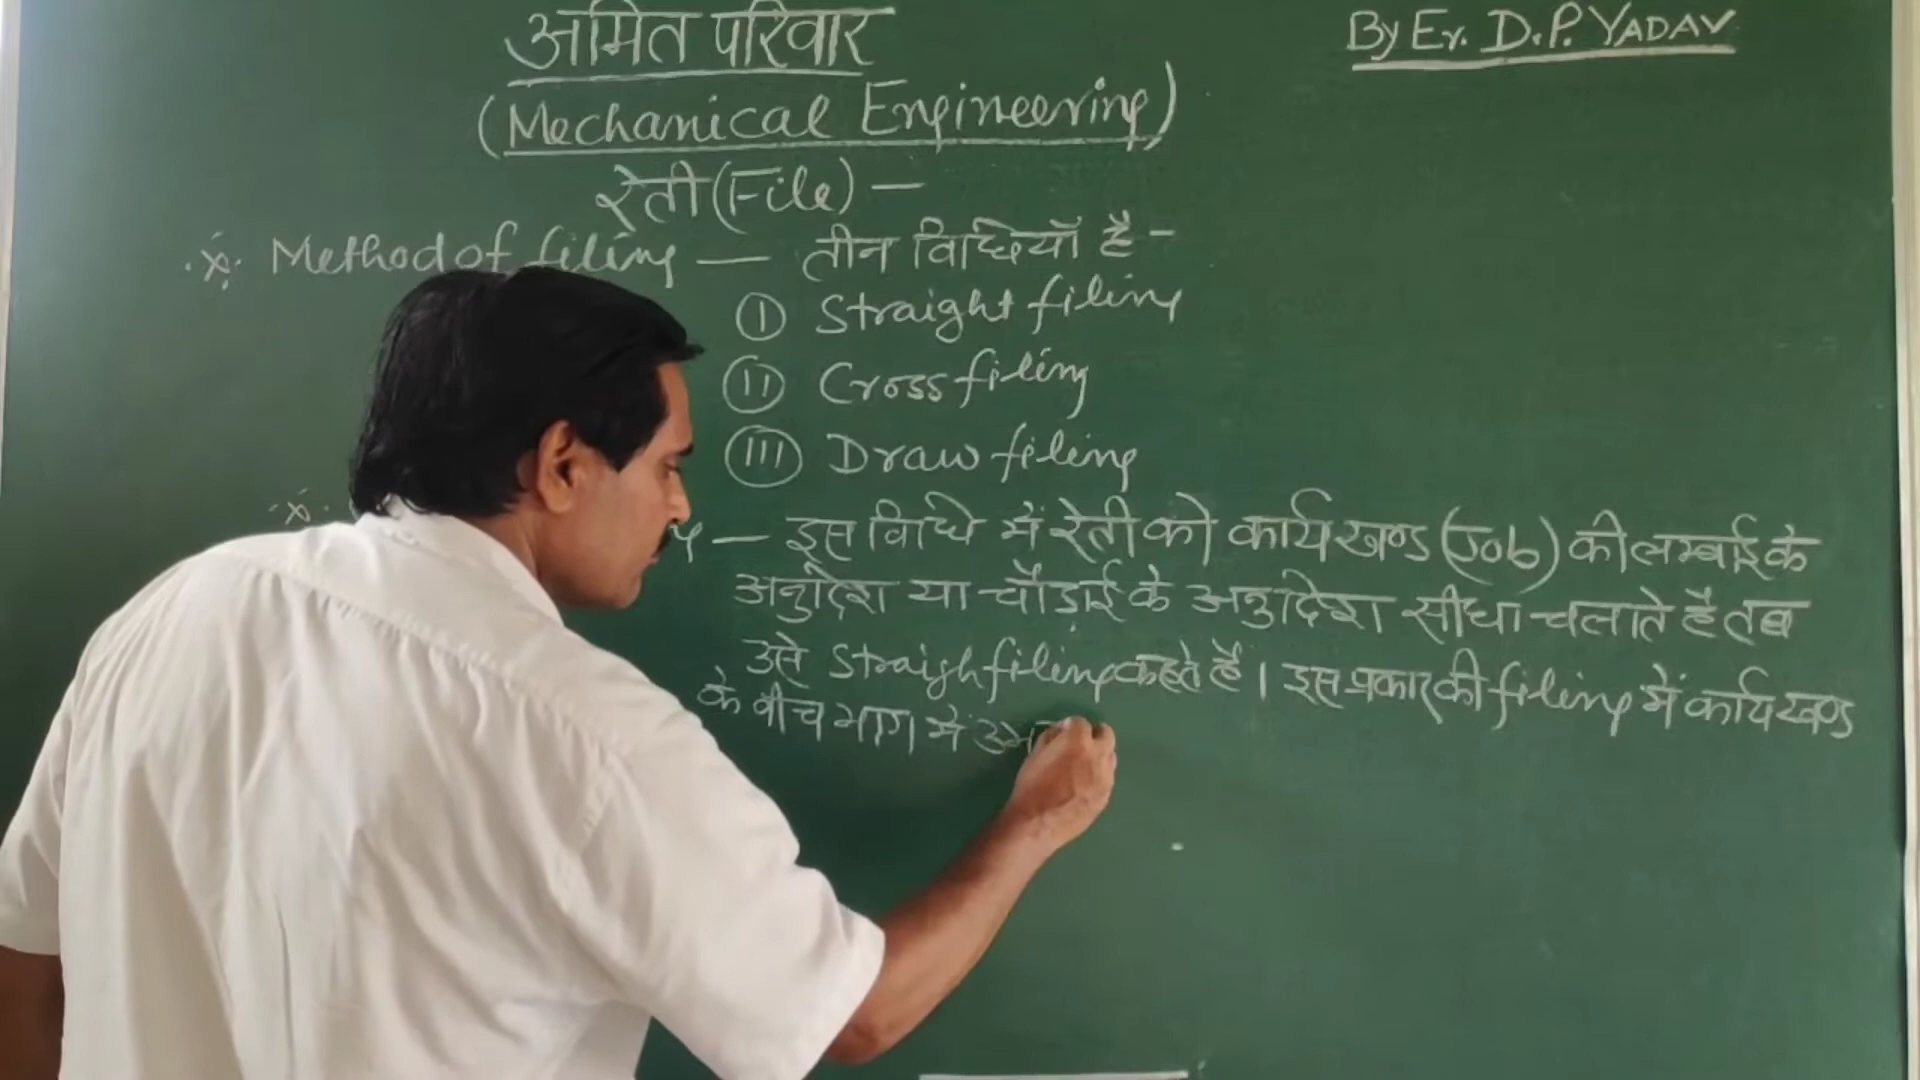 अमित परिवार
By Er. D.P. YADAV
(Mechanical Engineering)
रेती (File) —
Method of filing — तीन विधियाँ है -
(I) Straight filing
(II) Cross filing
(III) Draw filing
— इस विधि में रेती को कार्यखण्ड (Job) की लम्बाई के
अनुदिश या चौड़ाई के अनुदिश सीधा चलाते है तब
उसे Straigh filing कहते है । इस प्रकार की filing में कार्यखण्ड
के बीच भाग में